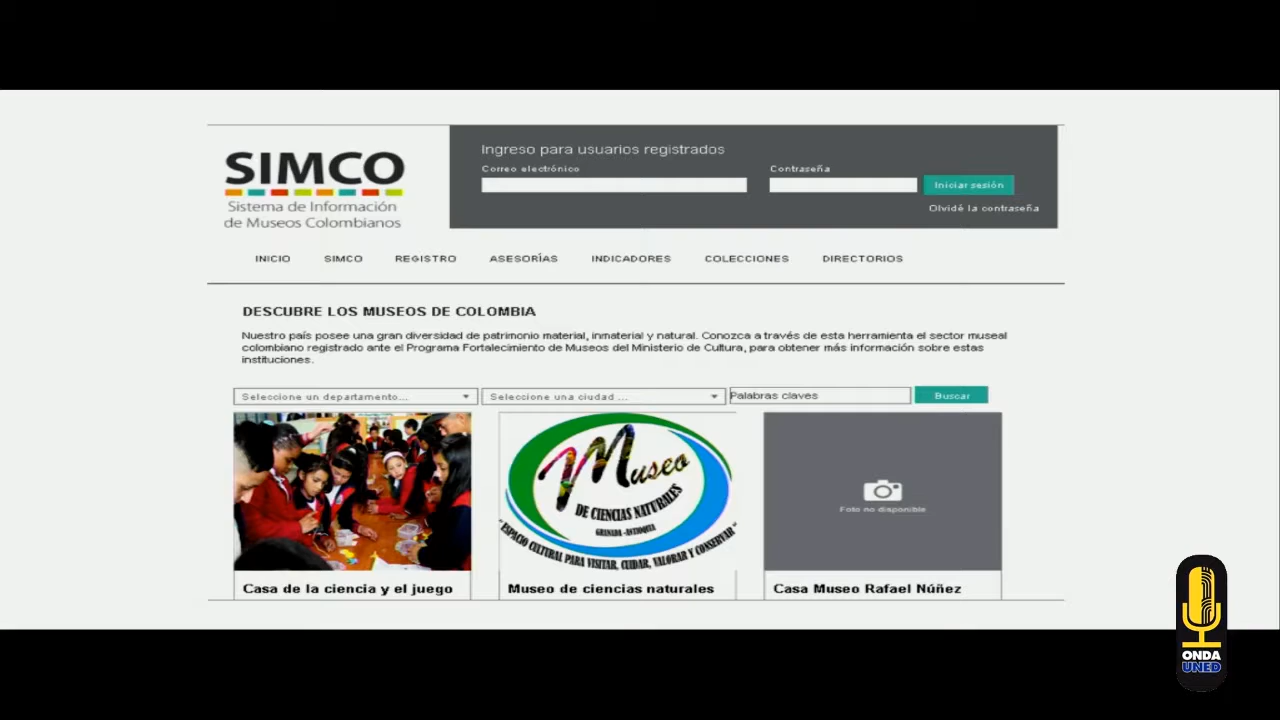 SIMCO
Sistema de Información
de Museos Colombianos
Ingreso para usuarios registrados
Correo electrónico
Contraseña
Iniciar sesión
Olvidé la contraseña
INICIO
SIMCO
REGISTRO
ASESORÍAS
INDICADORES
COLECCIONES
DIRECTORIOS
DESCUBRE LOS MUSEOS DE COLOMBIA
Nuestro país posee una gran diversidad de patrimonio material, inmaterial y natural. Conozca a través de esta herramienta el sector museal
colombiano registrado ante el Programa Fortalecimiento de Museos del Ministerio de Cultura, para obtener más información sobre estas
instituciones.
Seleccione un departamento...
Seleccione una ciudad ...
Palabras claves
Buscar
Museo
DE CIENCIAS NATURALES
GRANADA -ANTIOQUIA
"ESPACIO CULTURAL PARA VISITAR, CUIDAR, VALORAR Y CONSERVAR"
Foto no disponible
Casa de la ciencia y el juego
Museo de ciencias naturales
Casa Museo Rafael Núñez
ONDA
UNED